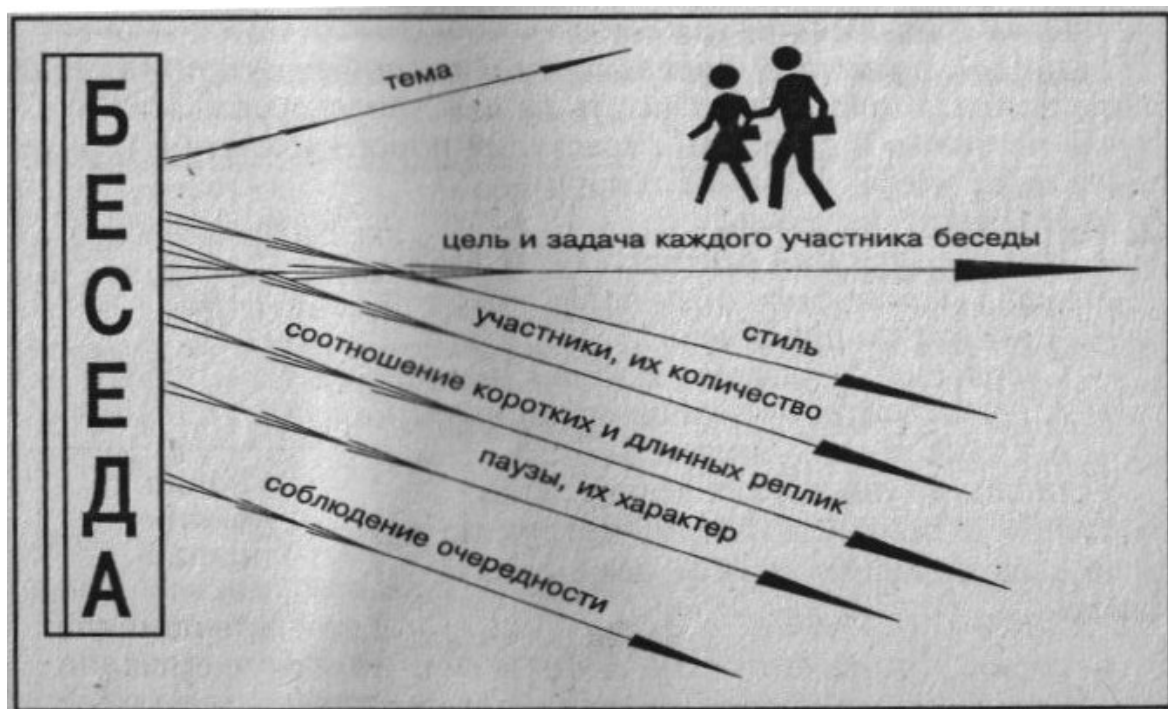 БЕСЕДА
тема
цель и задача каждого участника беседы
стиль
участники, их количество
соотношение коротких и длинных реплик
паузы, их характер
соблюдение очередности